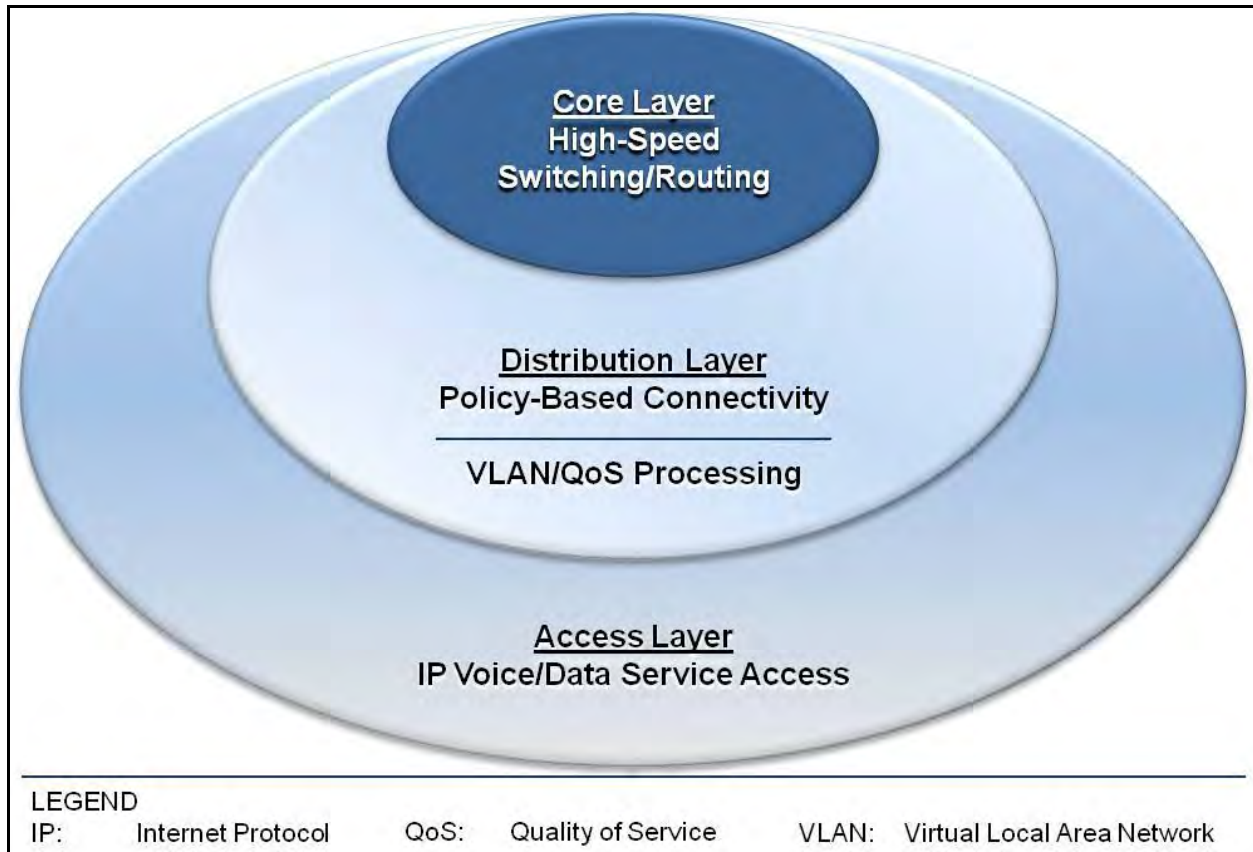 Core Layer
High-Speed
Switching/Routing
Distribution Layer
Policy-Based Connectivity
VLAN/QoS Processing
Access Layer
IP Voice/Data Service Access
LEGEND
IP: Internet Protocol QoS: Quality of Service VLAN: Virtual Local Area Network